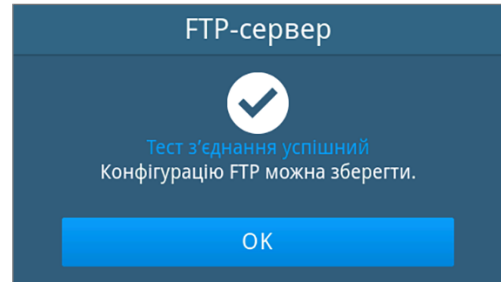 FTP-сервер
Тест з’єднання успішний
Конфігурацію FTP можна зберегти.
OK